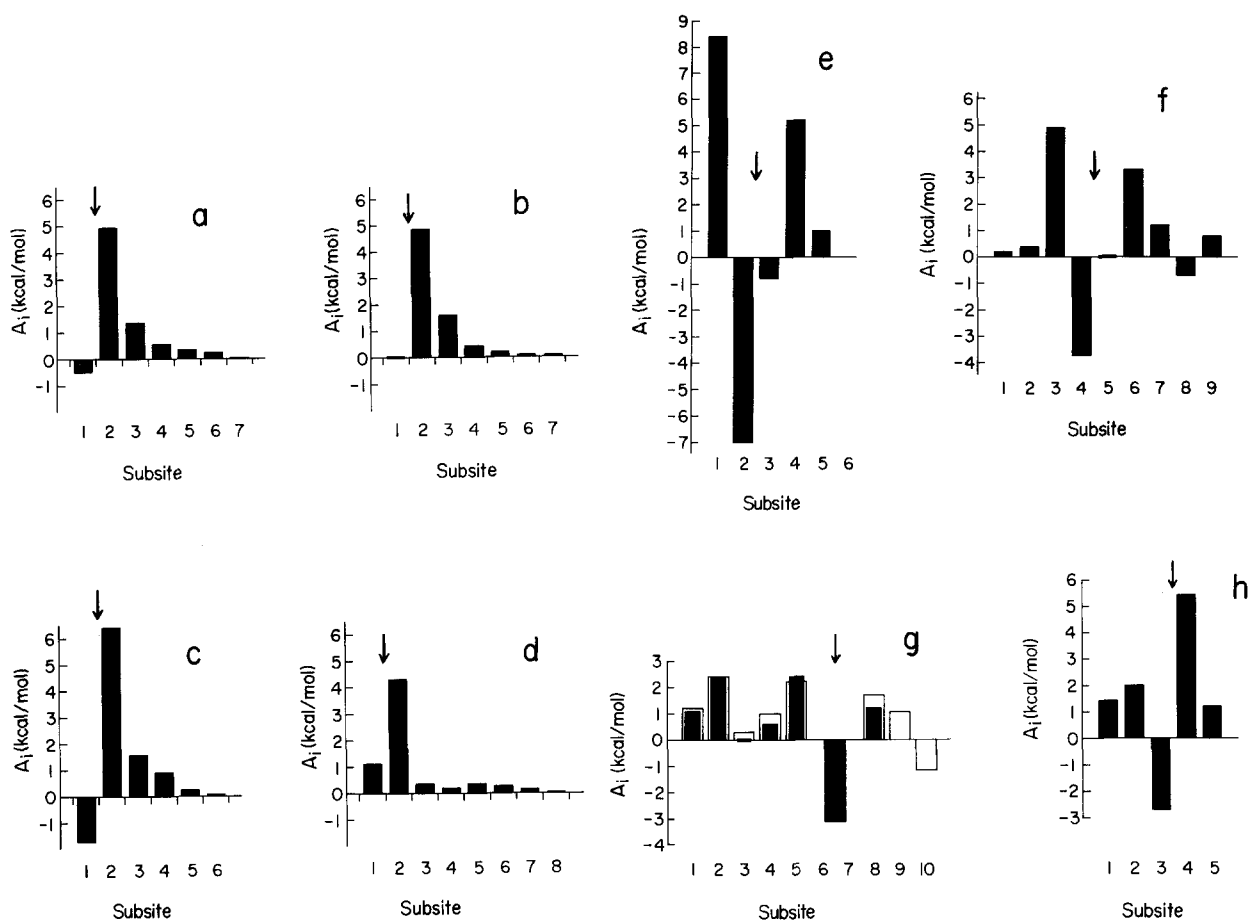 a
6
5
4
3
2
1
0
-1
A_i (kcal/mol)
1 2 3 4 5 6 7
Subsite
b
6
5
4
3
2
1
0
-1
A_i (kcal/mol)
1 2 3 4 5 6 7
Subsite
e
9
8
7
6
5
4
3
2
1
0
-1
-2
-3
-4
-5
-6
-7
A_i (kcal/mol)
1 2 3 4 5 6
Subsite
f
6
5
4
3
2
1
0
-1
-2
-3
-4
A_i (kcal/mol)
1 2 3 4 5 6 7 8 9
Subsite
c
6
5
4
3
2
1
0
-1
A_i (kcal/mol)
1 2 3 4 5 6
Subsite
d
6
5
4
3
2
1
0
-1
A_i (kcal/mol)
1 2 3 4 5 6 7 8
Subsite
g
3
2
1
0
-1
-2
-3
-4
A_i (kcal/mol)
1 2 3 4 5 6 7 8 9 10
Subsite
h
6
5
4
3
2
1
0
-1
-2
-3
A_i (kcal/mol)
1 2 3 4 5
Subsite